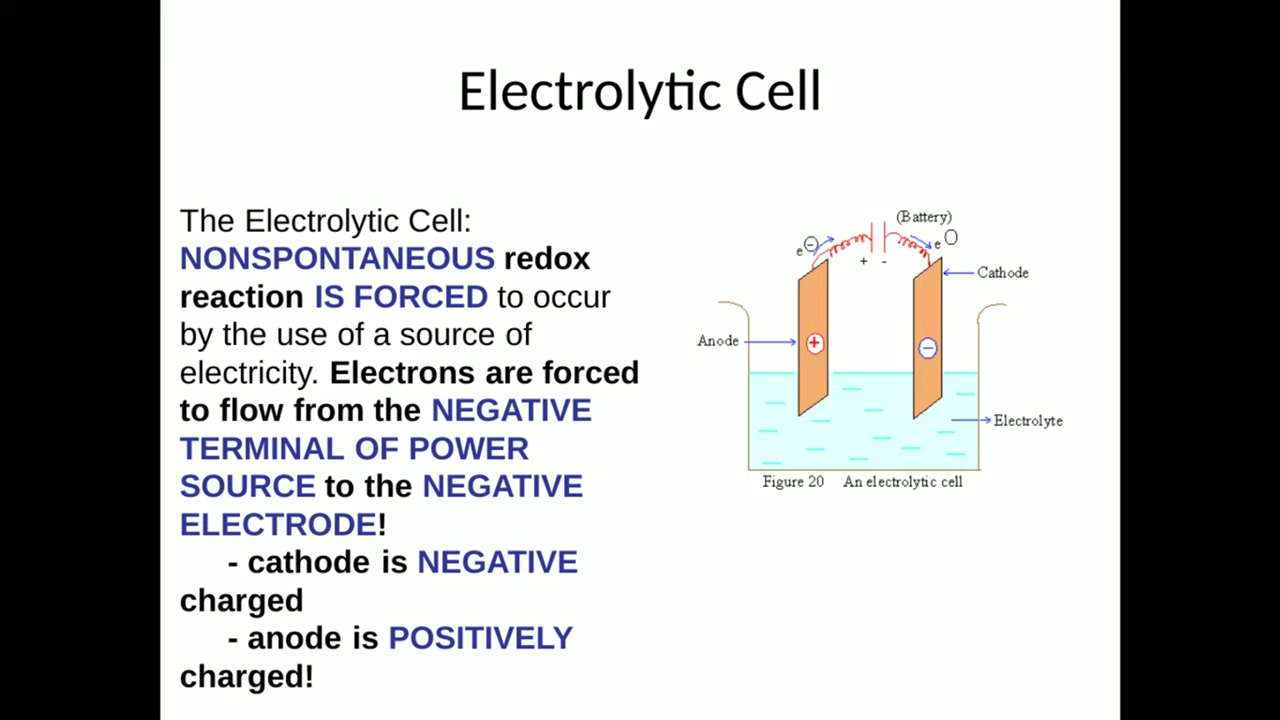 Electrolytic Cell
The Electrolytic Cell:
NONSPONTANEOUS redox
reaction IS FORCED to occur
by the use of a source of
electricity. Electrons are forced
to flow from the NEGATIVE
TERMINAL OF POWER
SOURCE to the NEGATIVE
ELECTRODE!
- cathode is NEGATIVE
charged
- anode is POSITIVELY
charged!
(Battery)
e −
e
+ -
Cathode
Anode
+
−
Electrolyte
Figure 20 An electrolytic cell